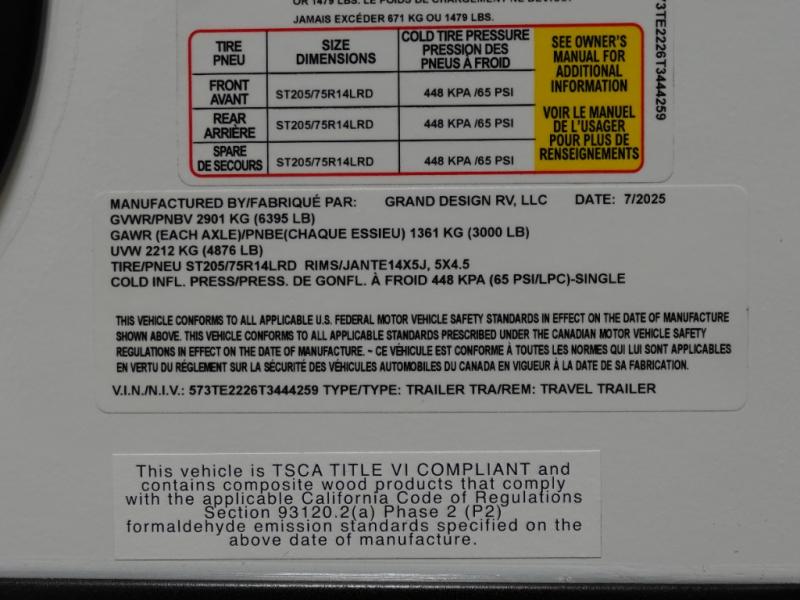 JAMAIS EXCÉDER 671 KG OU 1479 LBS.
TIRE
PNEU
SIZE
DIMENSIONS
COLD TIRE PRESSURE
PRESSION DES
PNEUS À FROID
SEE OWNER'S
MANUAL FOR
ADDITIONAL
INFORMATION
FRONT
AVANT
ST205/75R14LRD
448 KPA /65 PSI
REAR
ARRIÈRE
ST205/75R14LRD
448 KPA /65 PSI
SPARE
DE SECOURS
ST205/75R14LRD
448 KPA /65 PSI
VOIR LE MANUEL
DE L'USAGER
POUR PLUS DE
RENSEIGNEMENTS
573TE2226T3444259
MANUFACTURED BY/FABRIQUÉ PAR: GRAND DESIGN RV, LLC DATE: 7/2025
GVWR/PNBV 2901 KG (6395 LB)
GAWR (EACH AXLE)/PNBE(CHAQUE ESSIEU) 1361 KG (3000 LB)
UVW 2212 KG (4876 LB)
TIRE/PNEU ST205/75R14LRD RIMS/JANTE14X5J, 5X4.5
COLD INFL. PRESS/PRESS. DE GONFL. À FROID 448 KPA (65 PSI/LPC)-SINGLE
THIS VEHICLE CONFORMS TO ALL APPLICABLE U.S. FEDERAL MOTOR VEHICLE SAFETY STANDARDS IN EFFECT ON THE DATE OF MANUFACTURE
SHOWN ABOVE. THIS VEHICLE CONFORMS TO ALL APPLICABLE STANDARDS PRESCRIBED UNDER THE CANADIAN MOTOR VEHICLE SAFETY
REGULATIONS IN EFFECT ON THE DATE OF MANUFACTURE. ~ CE VÉHICULE EST CONFORME À TOUTES LES NORMES QUI LUI SONT APPLICABLES
EN VERTU DU RÉGLEMENT SUR LA SÉCURITÉ DES VÉHICULES AUTOMOBILES DU CANADA EN VIGUEUR À LA DATE DE SA FABRICATION.
V.I.N./N.I.V.: 573TE2226T3444259 TYPE/TYPE: TRAILER TRA/REM: TRAVEL TRAILER
This vehicle is TSCA TITLE VI COMPLIANT and
contains composite wood products that comply
with the applicable California Code of Regulations
Section 93120.2(a) Phase 2 (P2)
formaldehyde emission standards specified on the
above date of manufacture.